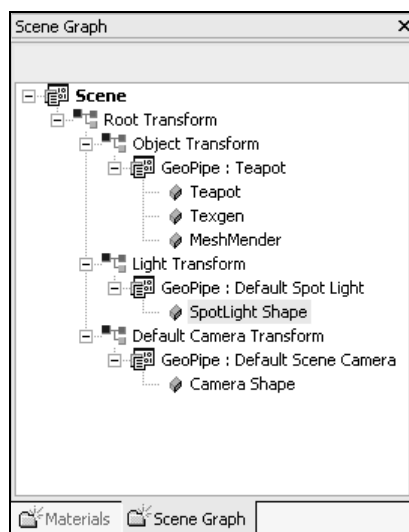 Scene Graph
Scene
Root Transform
Object Transform
GeoPipe : Teapot
Teapot
Texgen
MeshMender
Light Transform
GeoPipe : Default Spot Light
SpotLight Shape
Default Camera Transform
GeoPipe : Default Scene Camera
Camera Shape
Materials Scene Graph